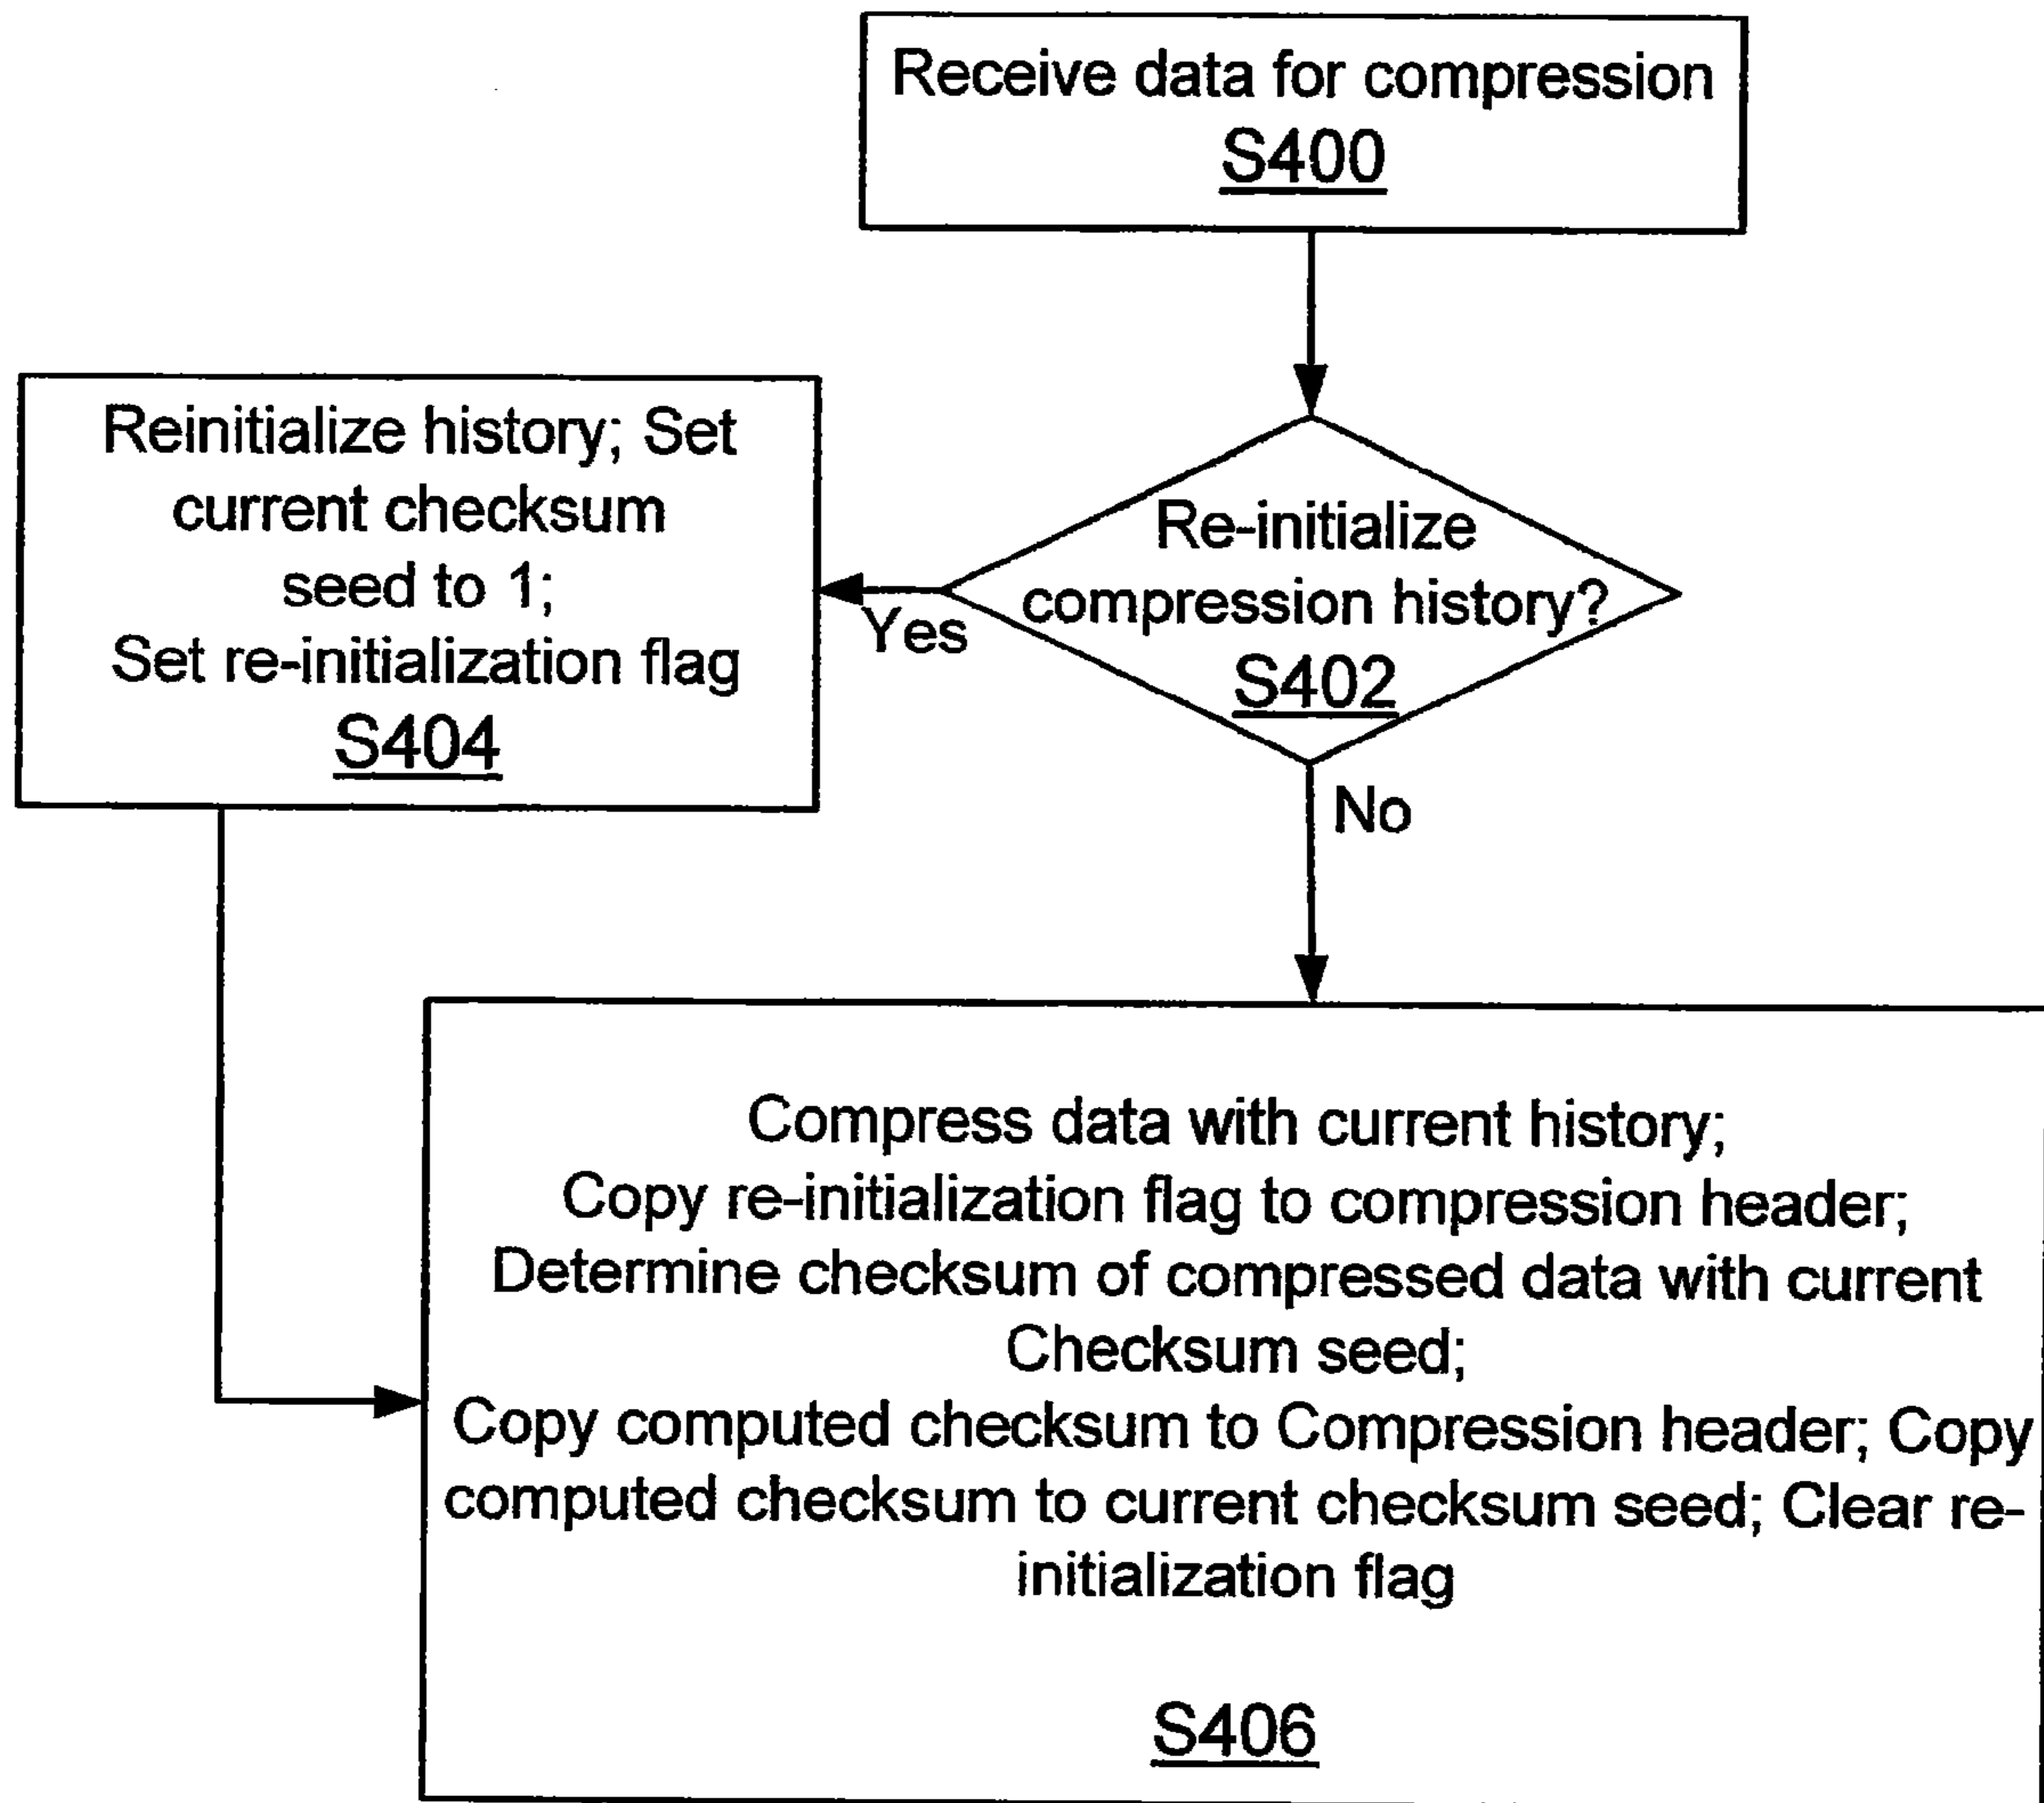 Receive data for compression
S400
Reinitialize history; Set
current checksum
seed to 1;
Set re-initialization flag
S404
Re-initialize
compression history?
S402
Yes
No
Compress data with current history;
Copy re-initialization flag to compression header;
Determine checksum of compressed data with current
Checksum seed;
Copy computed checksum to Compression header; Copy
computed checksum to current checksum seed; Clear re-
initialization flag
S406